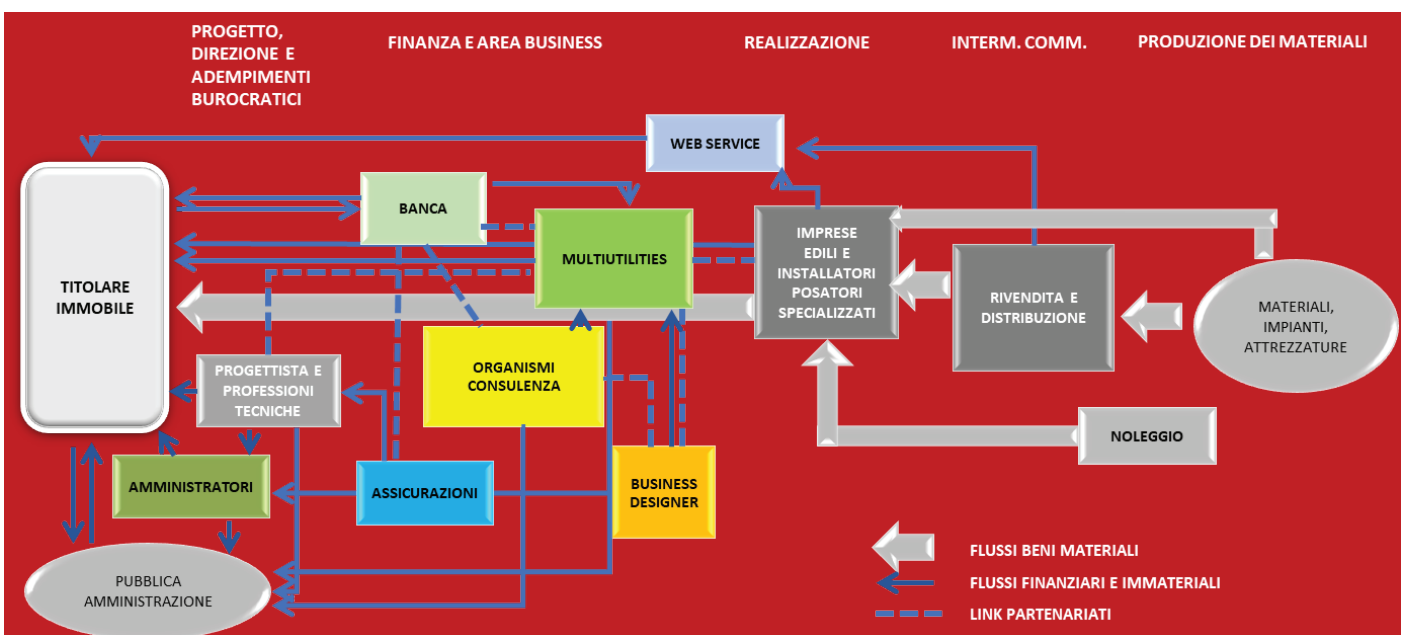 PROGETTO,
DIREZIONE E
ADEMPIMENTI
BUROCRATICI
FINANZA E AREA BUSINESS
REALIZZAZIONE
INTERM. COMM.
PRODUZIONE DEI MATERIALI
WEB SERVICE
BANCA
TITOLARE
IMMOBILE
MULTIUTILITIES
IMPRESE
EDILI E
INSTALLATORI
POSATORI
SPECIALIZZATI
RIVENDITA E
DISTRIBUZIONE
MATERIALI,
IMPIANTI,
ATTREZZATURE
PROGETTISTA E
PROFESSIONI
TECNICHE
ORGANISMI
CONSULENZA
NOLEGGIO
AMMINISTRATORI
ASSICURAZIONI
BUSINESS
DESIGNER
PUBBLICA
AMMINISTRAZIONE
FLUSSI BENI MATERIALI
FLUSSI FINANZIARI E IMMATERIALI
LINK PARTENARIATI